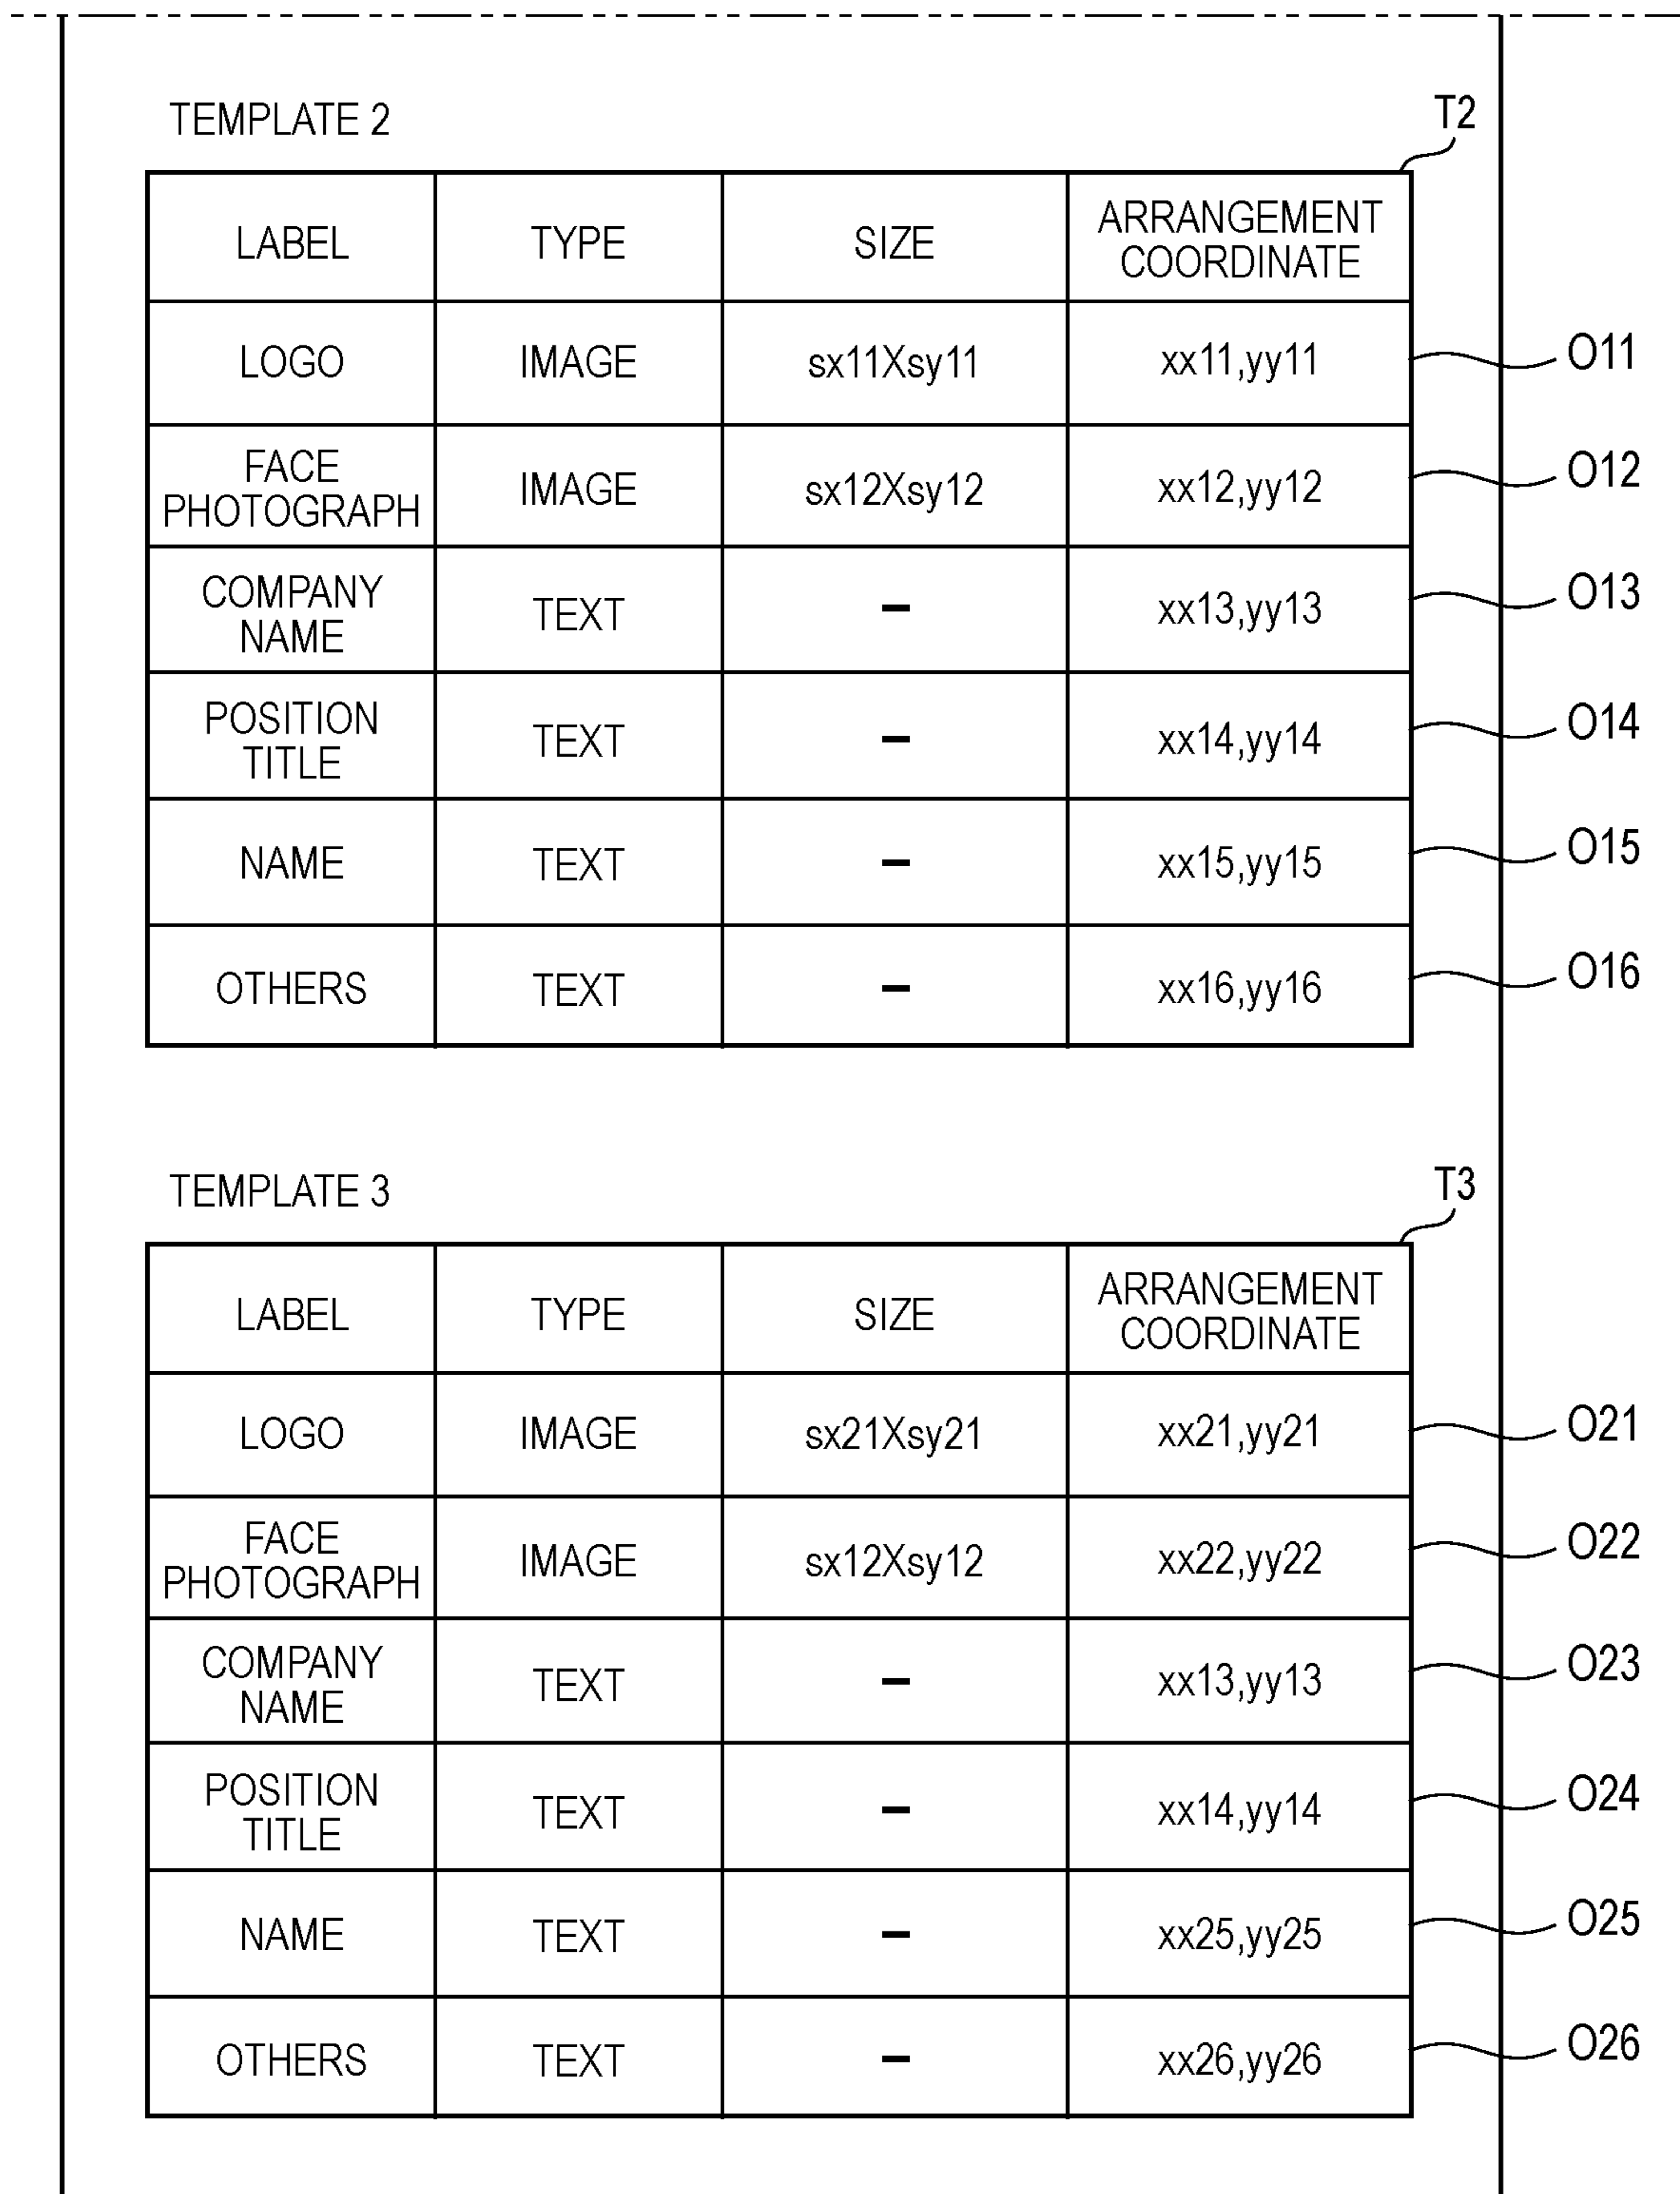 TEMPLATE 2
T2
LABEL TYPE SIZE ARRANGEMENT
COORDINATE
LOGO IMAGE sx11Xsy11 xx11,yy11 O11
FACE
PHOTOGRAPH IMAGE sx12Xsy12 xx12,yy12 O12
COMPANY
NAME TEXT – xx13,yy13 O13
POSITION
TITLE TEXT – xx14,yy14 O14
NAME TEXT – xx15,yy15 O15
OTHERS TEXT – xx16,yy16 O16
TEMPLATE 3
T3
LABEL TYPE SIZE ARRANGEMENT
COORDINATE
LOGO IMAGE sx21Xsy21 xx21,yy21 O21
FACE
PHOTOGRAPH IMAGE sx12Xsy12 xx22,yy22 O22
COMPANY
NAME TEXT – xx13,yy13 O23
POSITION
TITLE TEXT – xx14,yy14 O24
NAME TEXT – xx25,yy25 O25
OTHERS TEXT – xx26,yy26 O26